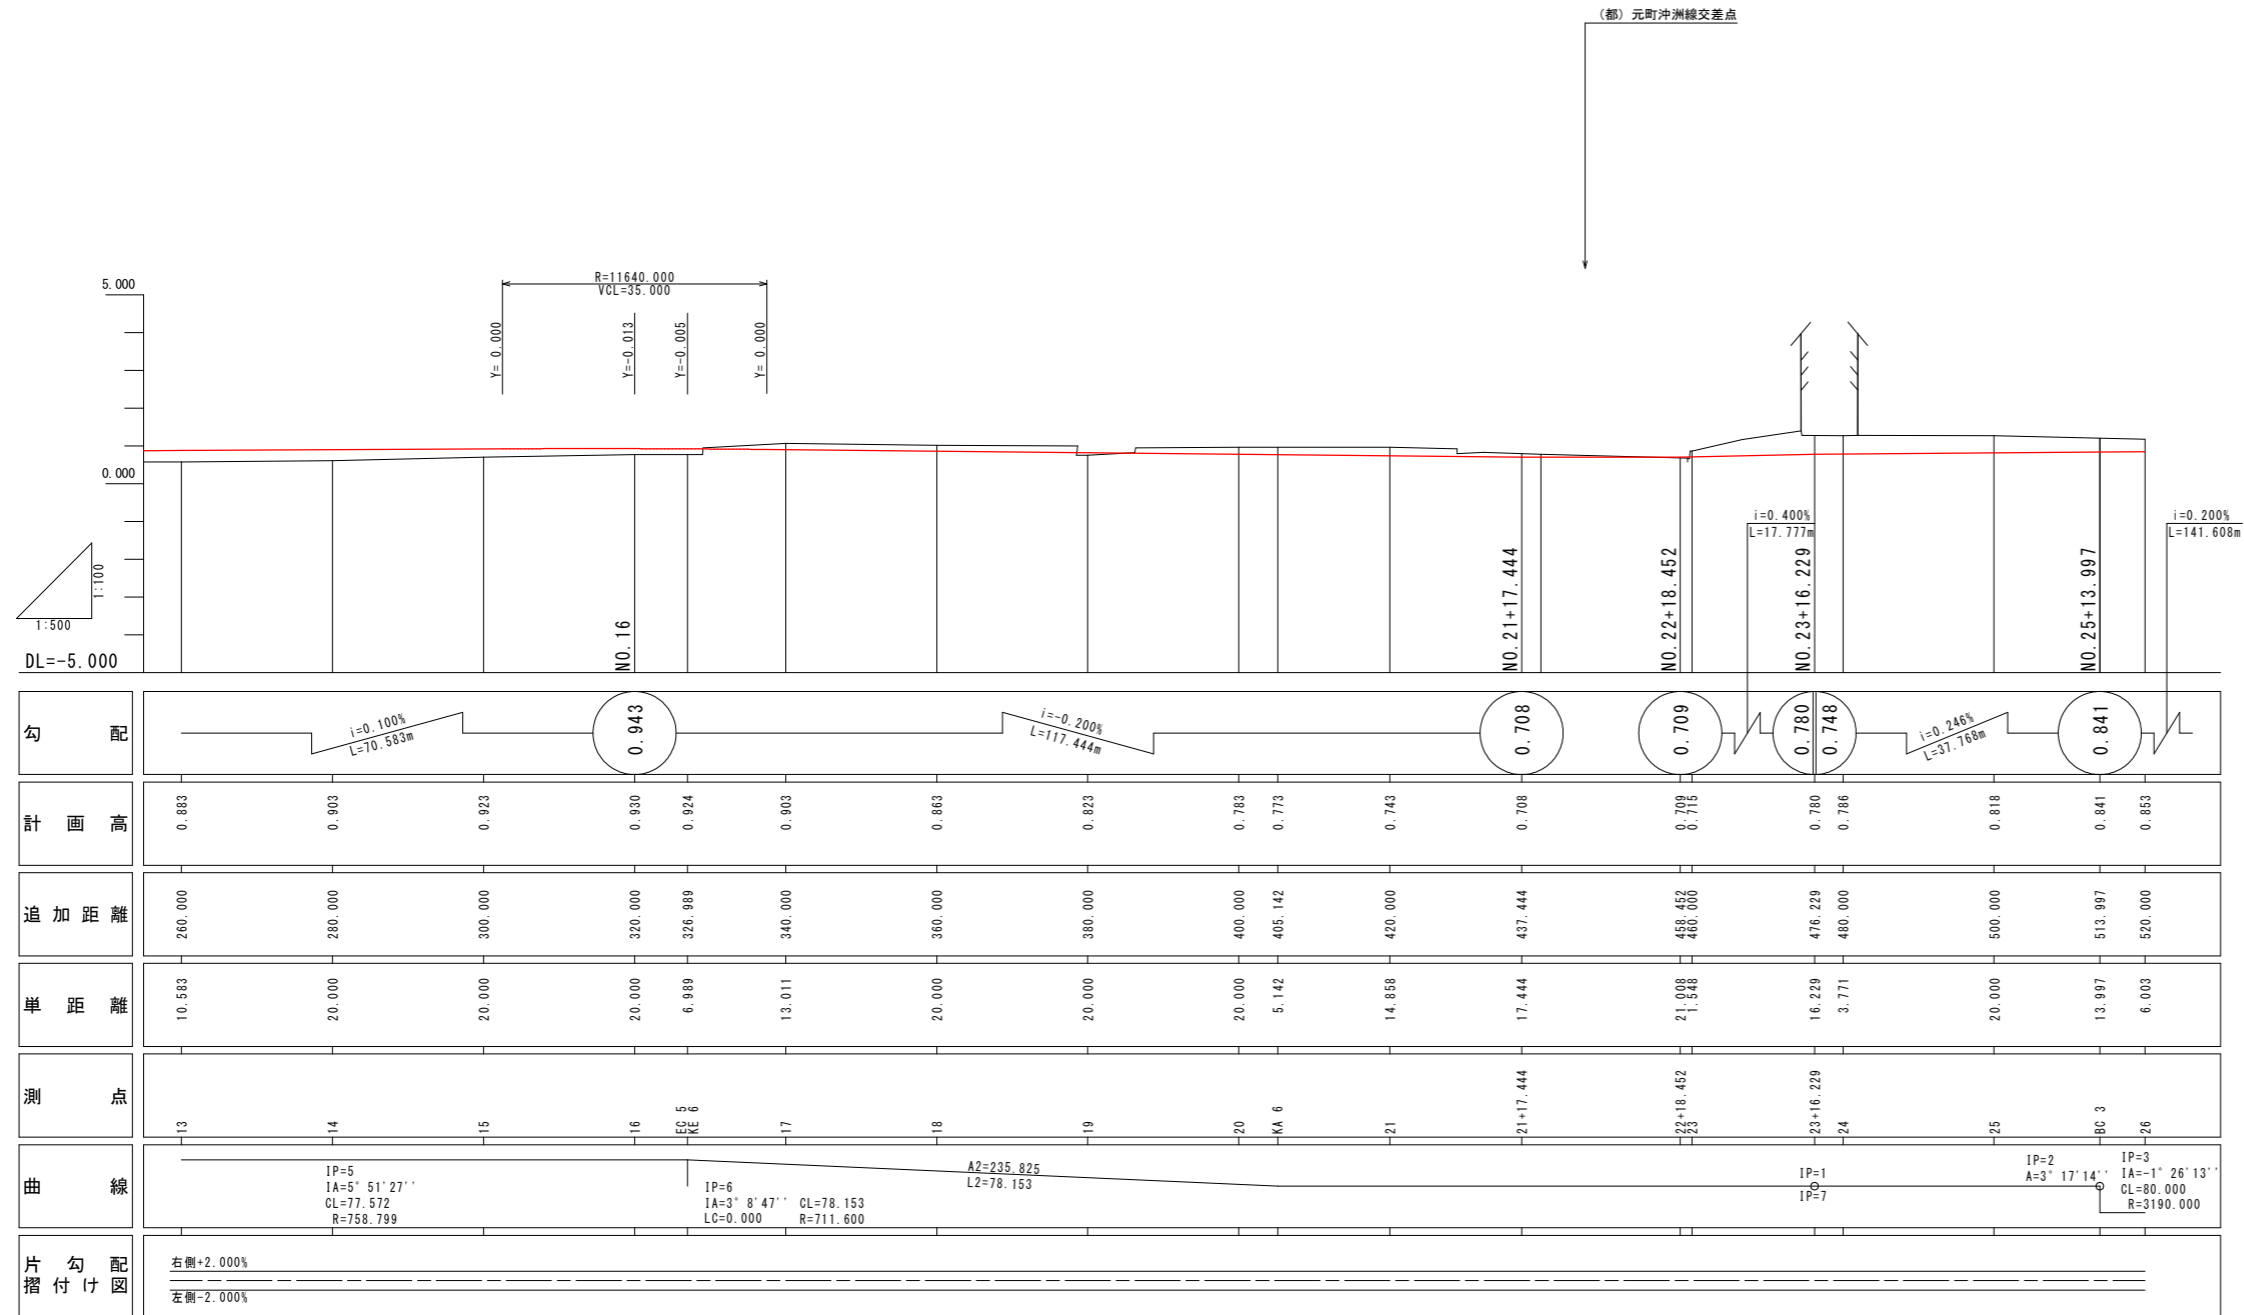 (都) 元町沖洲線交差点
R=11640.000
VCL=35.000
Y= 0.000
Y=-0.013
Y=-0.005
Y= 0.000
5.000
0.000
1:100
1:500
DL=-5.000
NO.16
NO.21+17.444
NO.22+18.452
NO.23+16.229
NO.25+13.997
i=0.400%
L=17.777m
i=0.200%
L=141.608m
勾 配
i=0.100%
L=70.583m
0.943
i=-0.200%
L=117.444m
0.708
0.709
0.780
0.748
i=0.246%
L=37.768m
0.841
計 画 高
0.883 0.903 0.923 0.930 0.924 0.903 0.863 0.823 0.783 0.773 0.743 0.708 0.709 0.715 0.780 0.786 0.818 0.841 0.853
追 加 距 離
260.000 280.000 300.000 320.000 326.989 340.000 360.000 380.000 400.000 405.142 420.000 437.444 458.452 460.000 476.229 480.000 500.000 513.997 520.000
単 距 離
10.583 20.000 20.000 20.000 6.989 13.011 20.000 20.000 20.000 5.142 14.858 17.444 21.008 1.548 16.229 3.771 20.000 13.997 6.003
測 点
13 14 15 16 EC 5 KE 6 17 18 19 20 KA 6 21 21+17.444 22+18.452 23 23+16.229 24 25 BC 3 26
曲 線
IP=5
IA=5° 51'27''
CL=77.572
R=758.799
IP=6
IA=3° 8'47'' CL=78.153
LC=0.000 R=711.600
A2=235.825
L2=78.153
IP=1
IP=7
IP=2
A=3° 17'14''
IP=3
IA=-1° 26'13''
CL=80.000
R=3190.000
片 勾 配
摺 付 け 図
右側+2.000%
左側-2.000%